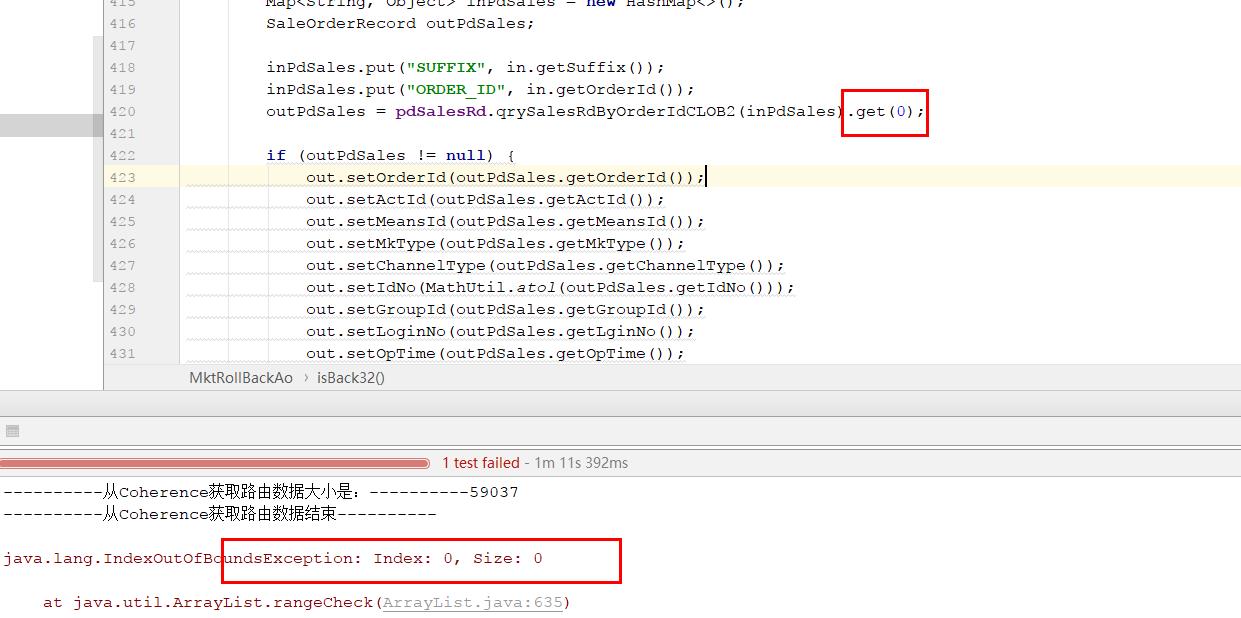 415 Map<String, Object> inPdSales = new HashMap<>();
416 SaleOrderRecord outPdSales;
417
418 inPdSales.put("SUFFIX", in.getSuffix());
419 inPdSales.put("ORDER_ID", in.getOrderId());
420 outPdSales = pdSalesRd.qrySalesRdByOrderIdCLOB2(inPdSales).get(0);
421
422 if (outPdSales != null) {
423 out.setOrderId(outPdSales.getOrderId());
424 out.setActId(outPdSales.getActId());
425 out.setMeansId(outPdSales.getMeansId());
426 out.setMkType(outPdSales.getMkType());
427 out.setChannelType(outPdSales.getChannelType());
428 out.setIdNo(MathUtil.atol(outPdSales.getIdNo()));
429 out.setGroupId(outPdSales.getGroupId());
430 out.setLoginNo(outPdSales.getLginNo());
431 out.setOpTime(outPdSales.getOpTime());
MktRollBackAo › isBack32()
1 test failed - 1m 11s 392ms
----------从Coherence获取路由数据大小是：----------59037
----------从Coherence获取路由数据结束----------
java.lang.IndexOutOfBoundsException: Index: 0, Size: 0
at java.util.ArrayList.rangeCheck(ArrayList.java:635)